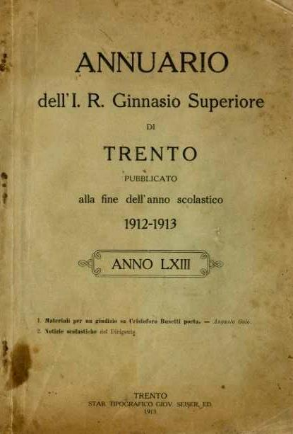 ANNUARIO
dell'I. R. Ginnasio Superiore
DI
TRENTO
PUBBLICATO
alla fine dell'anno scolastico
1912-1913
ANNO LXIII
1. Materiali per un giudizio su Cristoforo Busetti poeta. —
2. Notizie scolastiche del Dirigente
TRENTO
STAB. TIPOGRAFICO GIOV. SEISER, ED.
1913